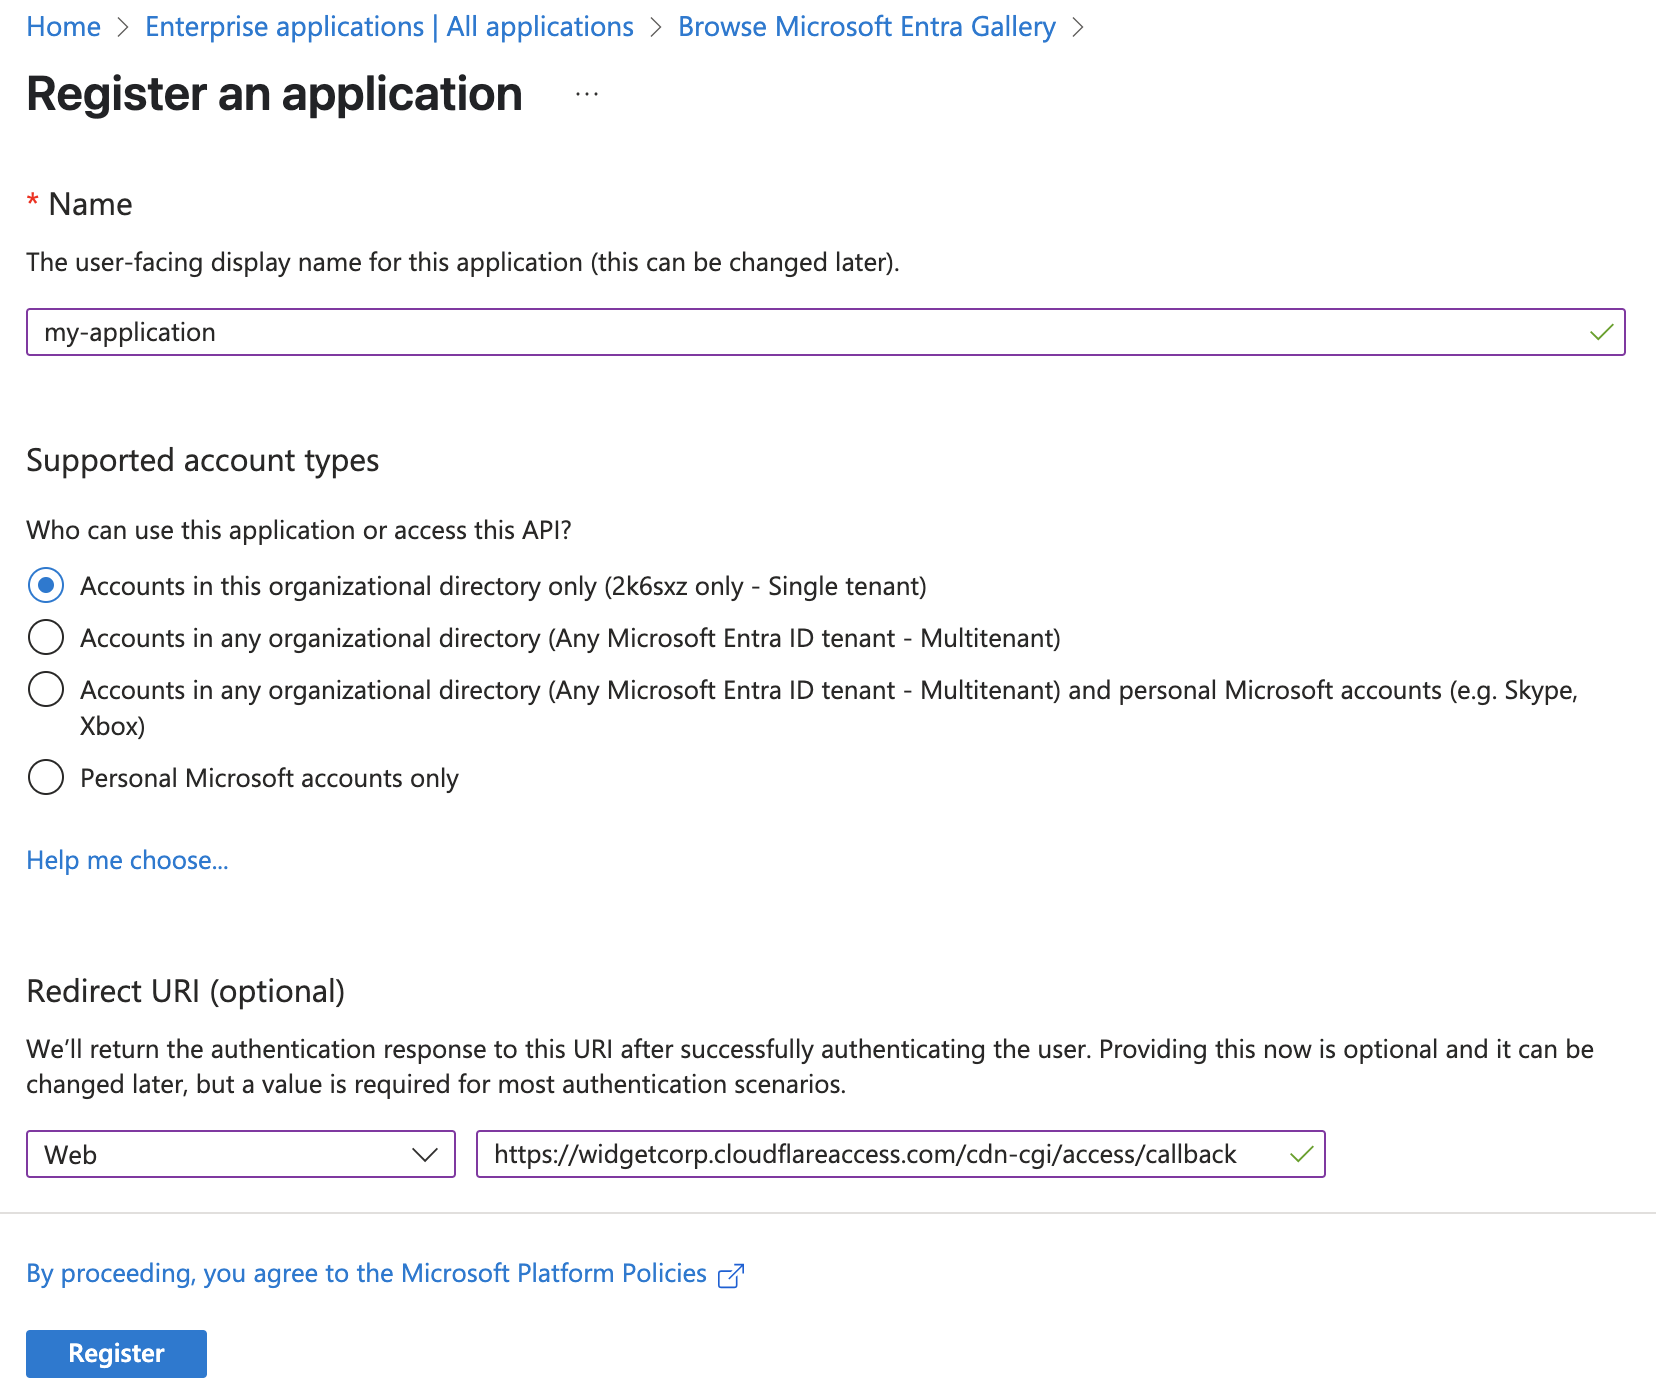 Home > Enterprise applications | All applications > Browse Microsoft Entra Gallery >
Register an application ...
* Name
The user-facing display name for this application (this can be changed later).
my-application
Supported account types
Who can use this application or access this API?
Accounts in this organizational directory only (2k6sxz only - Single tenant)
Accounts in any organizational directory (Any Microsoft Entra ID tenant - Multitenant)
Accounts in any organizational directory (Any Microsoft Entra ID tenant - Multitenant) and personal Microsoft accounts (e.g. Skype,
Xbox)
Personal Microsoft accounts only
Help me choose...
Redirect URI (optional)
We’ll return the authentication response to this URI after successfully authenticating the user. Providing this now is optional and it can be
changed later, but a value is required for most authentication scenarios.
Web https://widgetcorp.cloudflareaccess.com/cdn-cgi/access/callback
By proceeding, you agree to the Microsoft Platform Policies
Register